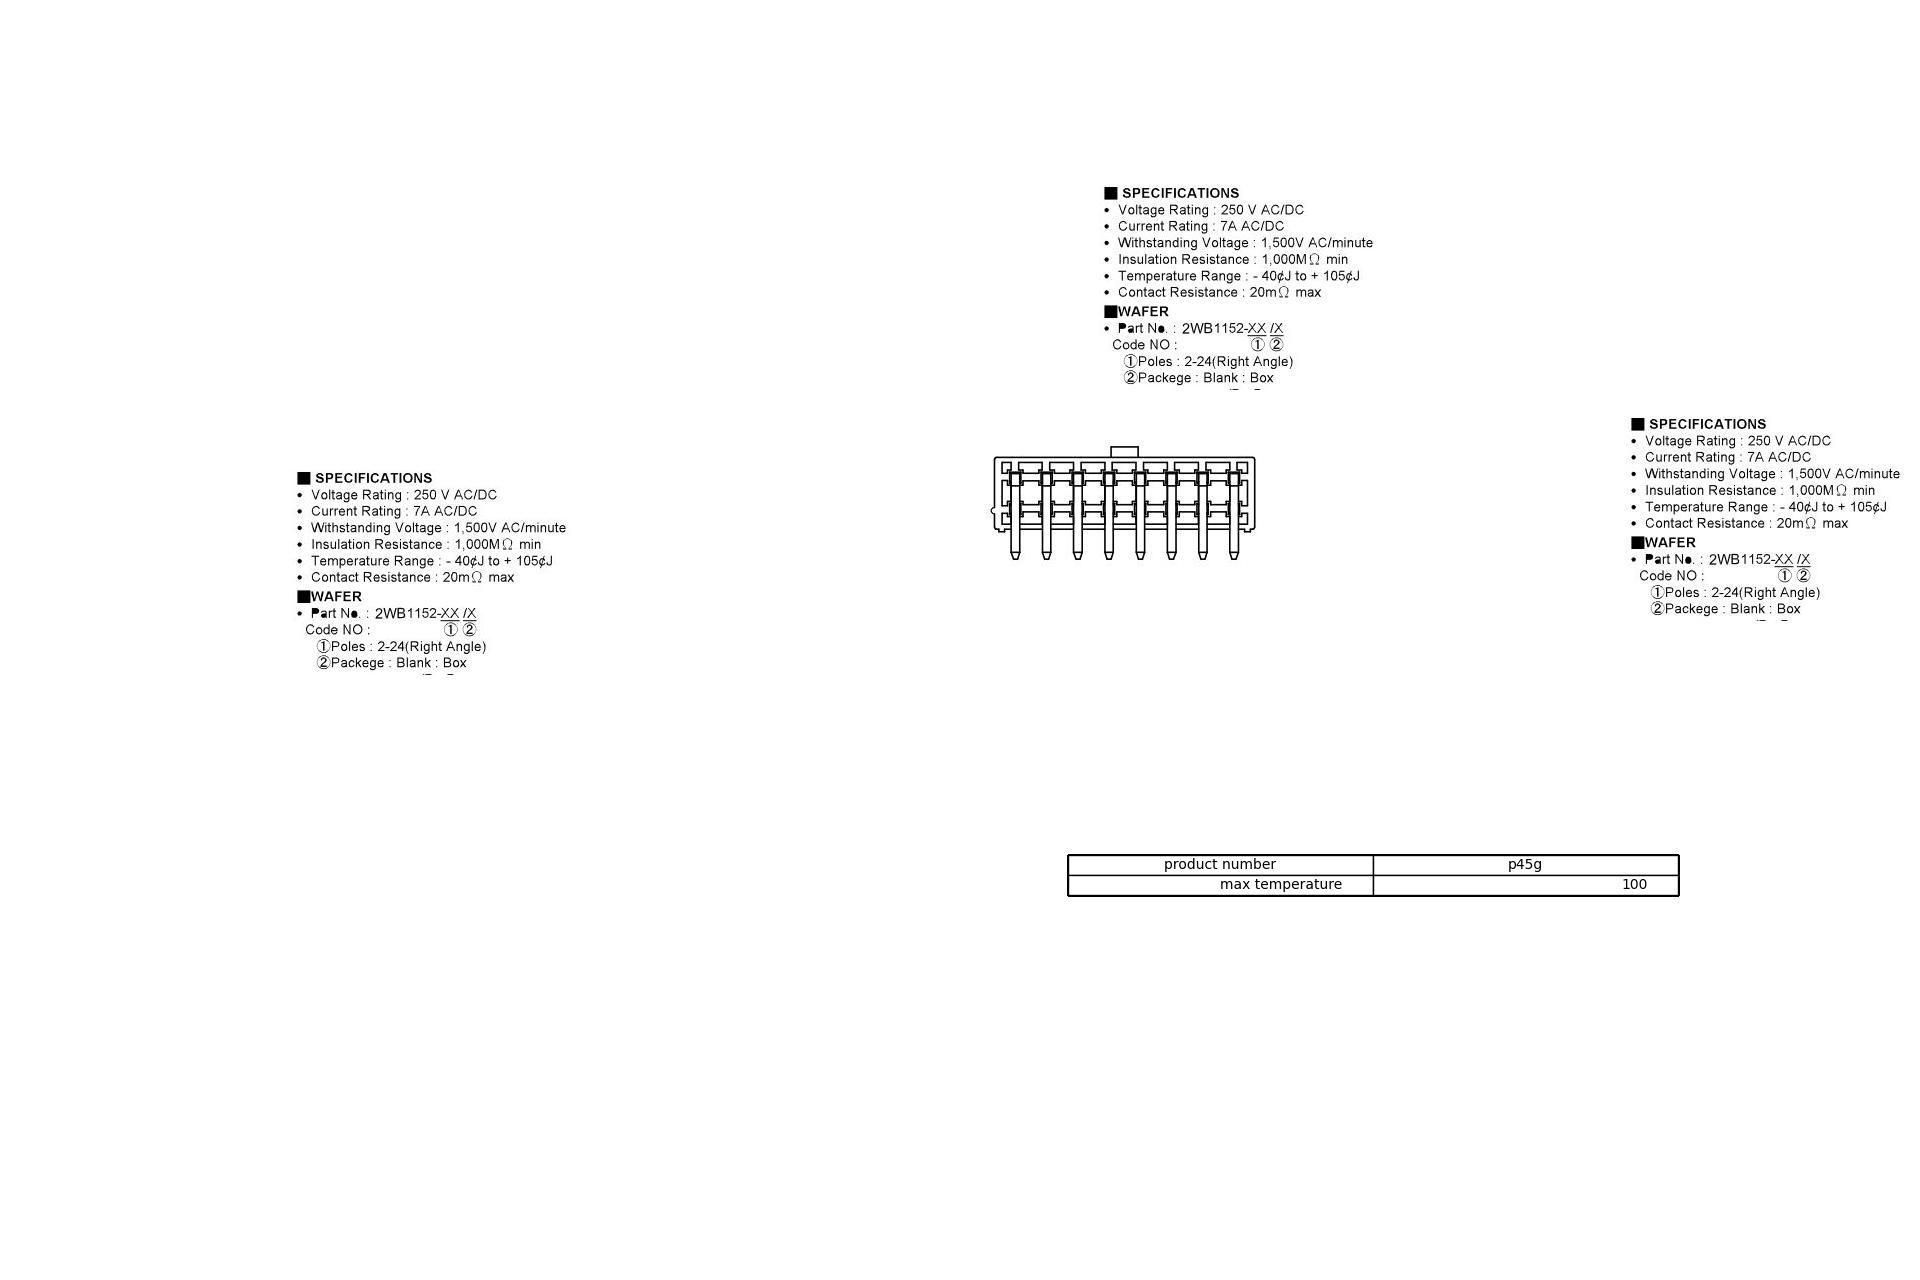 ■ SPECIFICATIONS
• Voltage Rating : 250 V AC/DC
• Current Rating : 7A AC/DC
• Withstanding Voltage : 1,500V AC/minute
• Insulation Resistance : 1,000MΩ min
• Temperature Range : - 40¢J to + 105¢J
• Contact Resistance : 20mΩ max
■WAFER
• Part No. : 2WB1152-XX /X
Code NO : ① ②
①Poles : 2-24(Right Angle)
②Packege : Blank : Box
■ SPECIFICATIONS
• Voltage Rating : 250 V AC/DC
• Current Rating : 7A AC/DC
• Withstanding Voltage : 1,500V AC/minute
• Insulation Resistance : 1,000MΩ min
• Temperature Range : - 40¢J to + 105¢J
• Contact Resistance : 20mΩ max
■WAFER
• Part No. : 2WB1152-XX /X
Code NO : ① ②
①Poles : 2-24(Right Angle)
②Packege : Blank : Box
■ SPECIFICATIONS
• Voltage Rating : 250 V AC/DC
• Current Rating : 7A AC/DC
• Withstanding Voltage : 1,500V AC/minute
• Insulation Resistance : 1,000MΩ min
• Temperature Range : - 40¢J to + 105¢J
• Contact Resistance : 20mΩ max
■WAFER
• Part No. : 2WB1152-XX /X
Code NO : ① ②
①Poles : 2-24(Right Angle)
②Packege : Blank : Box
product number p45g
max temperature 100